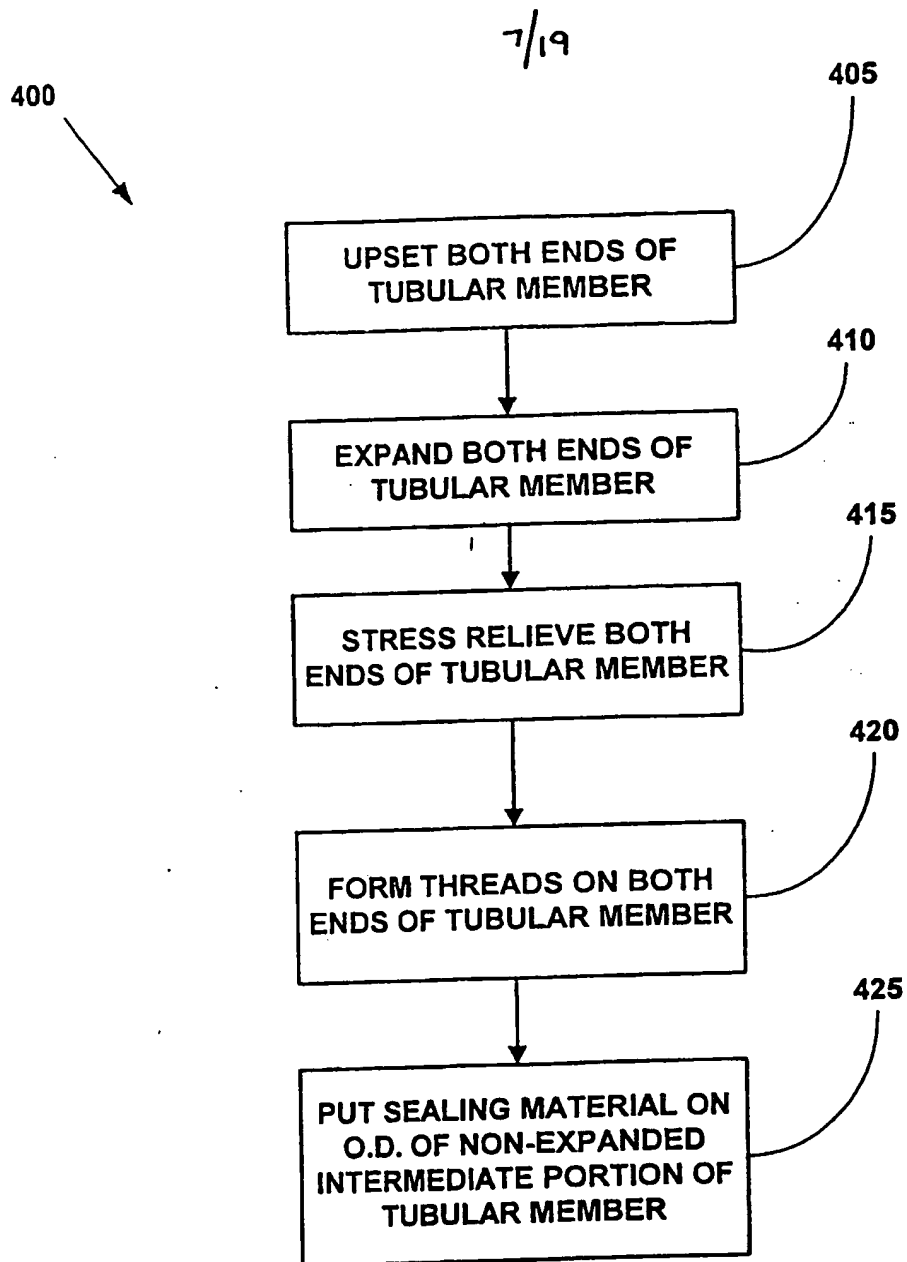 7/19
400
405
UPSET BOTH ENDS OF
TUBULAR MEMBER
410
EXPAND BOTH ENDS OF
TUBULAR MEMBER
415
STRESS RELIEVE BOTH
ENDS OF TUBULAR MEMBER
420
FORM THREADS ON BOTH
ENDS OF TUBULAR MEMBER
425
PUT SEALING MATERIAL ON
O.D. OF NON-EXPANDED
INTERMEDIATE PORTION OF
TUBULAR MEMBER